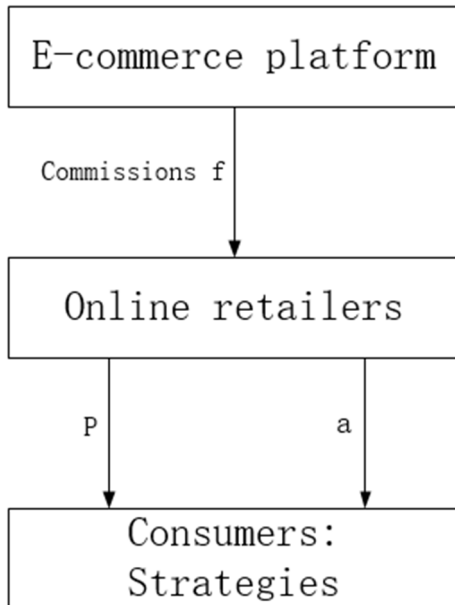 E-commerce platform
Commissions f
Online retailers
p
a
Consumers:
Strategies